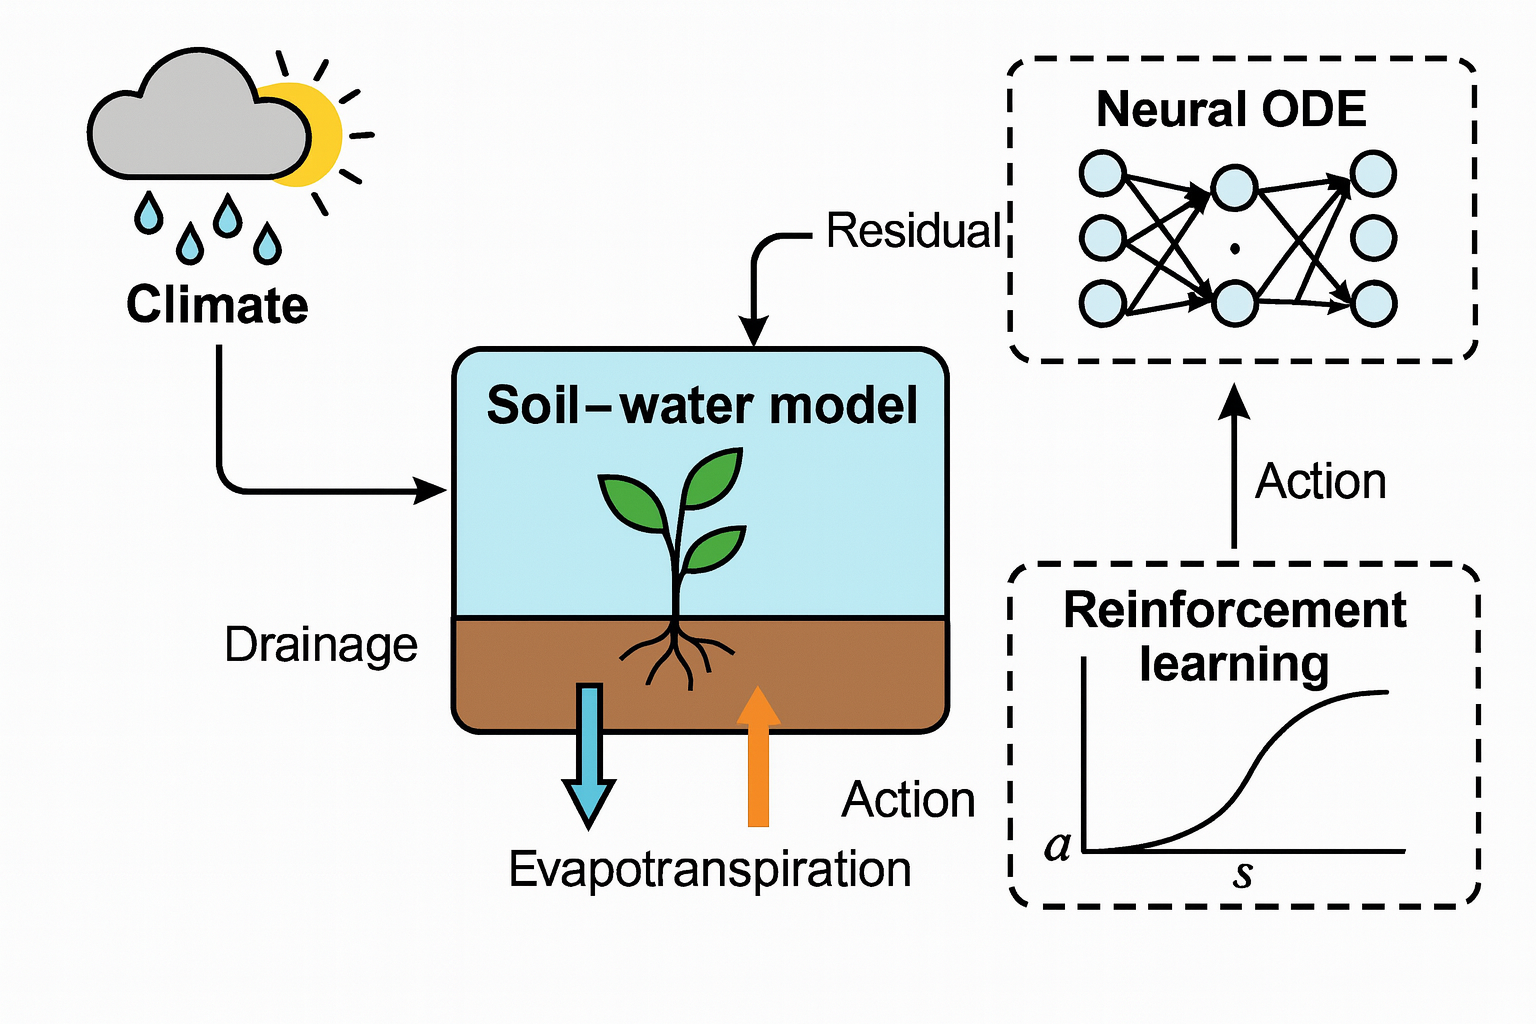 Climate
Neural ODE
Residual
Soil–water model
Action
Drainage
Reinforcement
learning
Action
a
s
Evapotranspiration